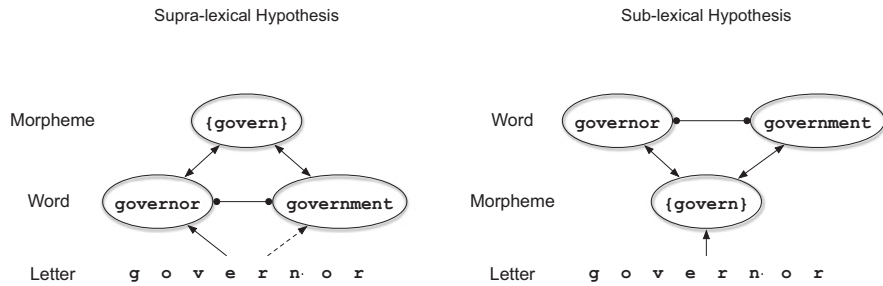 Supra-lexical Hypothesis
Morpheme
{govern}
Word
governor
government
Letter
g o v e r n. o r
Sub-lexical Hypothesis
Word
governor
government
Morpheme
{govern}
Letter
g o v e r n. o r